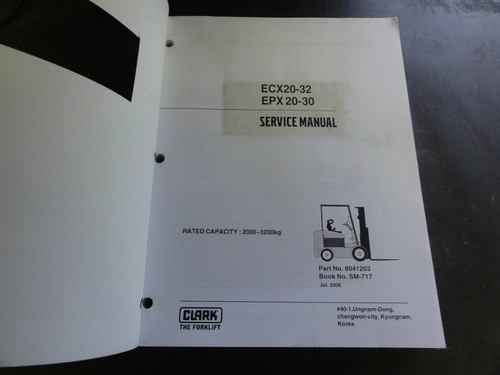 ECX20-32
EPX 20-30
SERVICE MANUAL
RATED CAPACITY : 2000~3200kg
Part No. 8041203
Book No. SM-717
Jul. 2006
CLARK
THE FORKLIFT
#40-1,Ungnam-Dong,
changwon-city, Kyungnam,
Korea